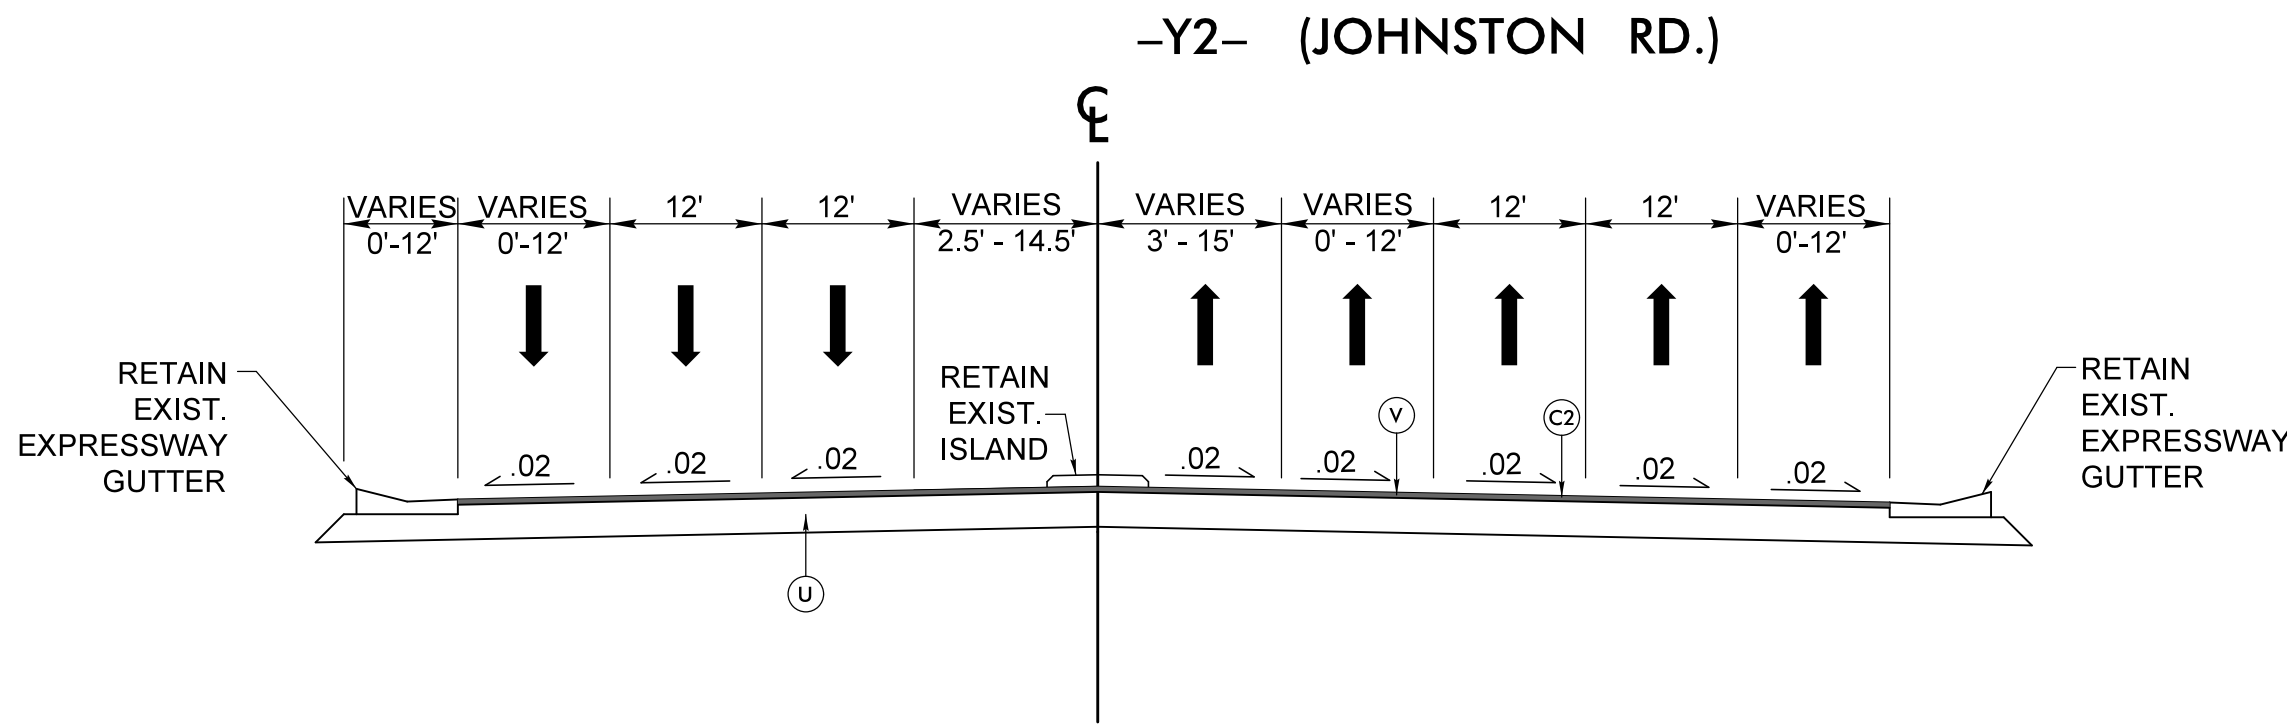 –Y2– (JOHNSTON RD.)
℄
VARIES VARIES 12' 12' VARIES VARIES VARIES 12' 12' VARIES
0'-12' 0'-12' 2.5' - 14.5' 3' - 15' 0' - 12' 0'-12'
RETAIN
EXIST.
EXPRESSWAY
GUTTER
RETAIN
EXIST.
ISLAND
V
C2
RETAIN
EXIST.
EXPRESSWAY
GUTTER
.02 .02 .02 .02 .02 .02 .02 .02
U